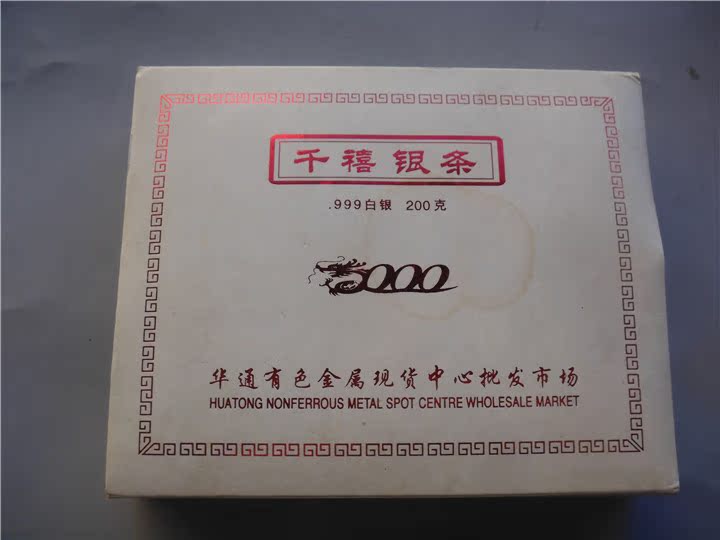 千禧银条
.999白银 200克
2000
华通有色金属现货中心批发市场
HUATONG NONFERROUS METAL SPOT CENTRE WHOLESALE MARKET